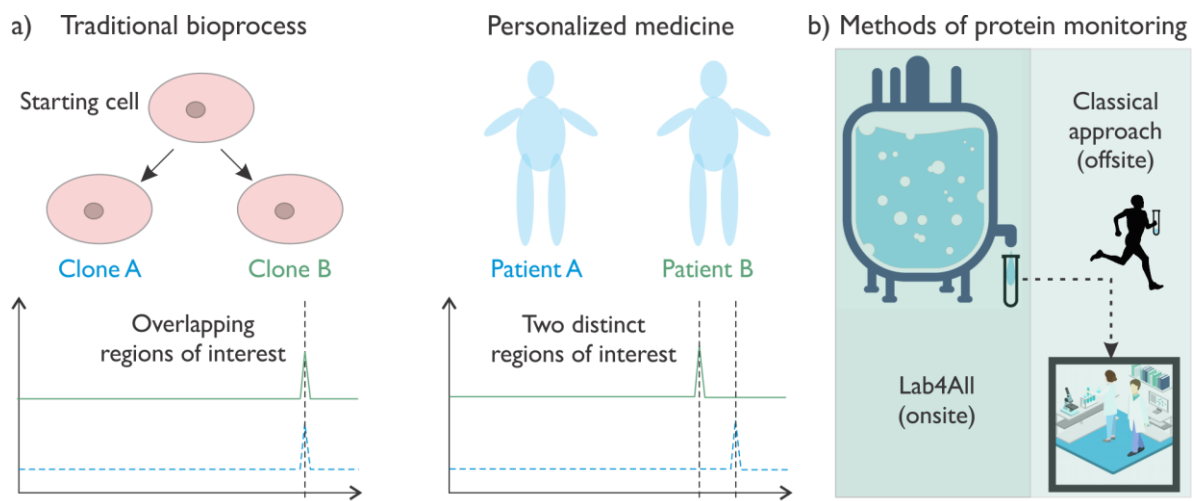 a) Traditional bioprocess
Starting cell
Clone A
Clone B
Overlapping
regions of interest
Personalized medicine
Patient A
Patient B
Two distinct
regions of interest
b) Methods of protein monitoring
Classical
approach
(offsite)
Lab4All
(onsite)